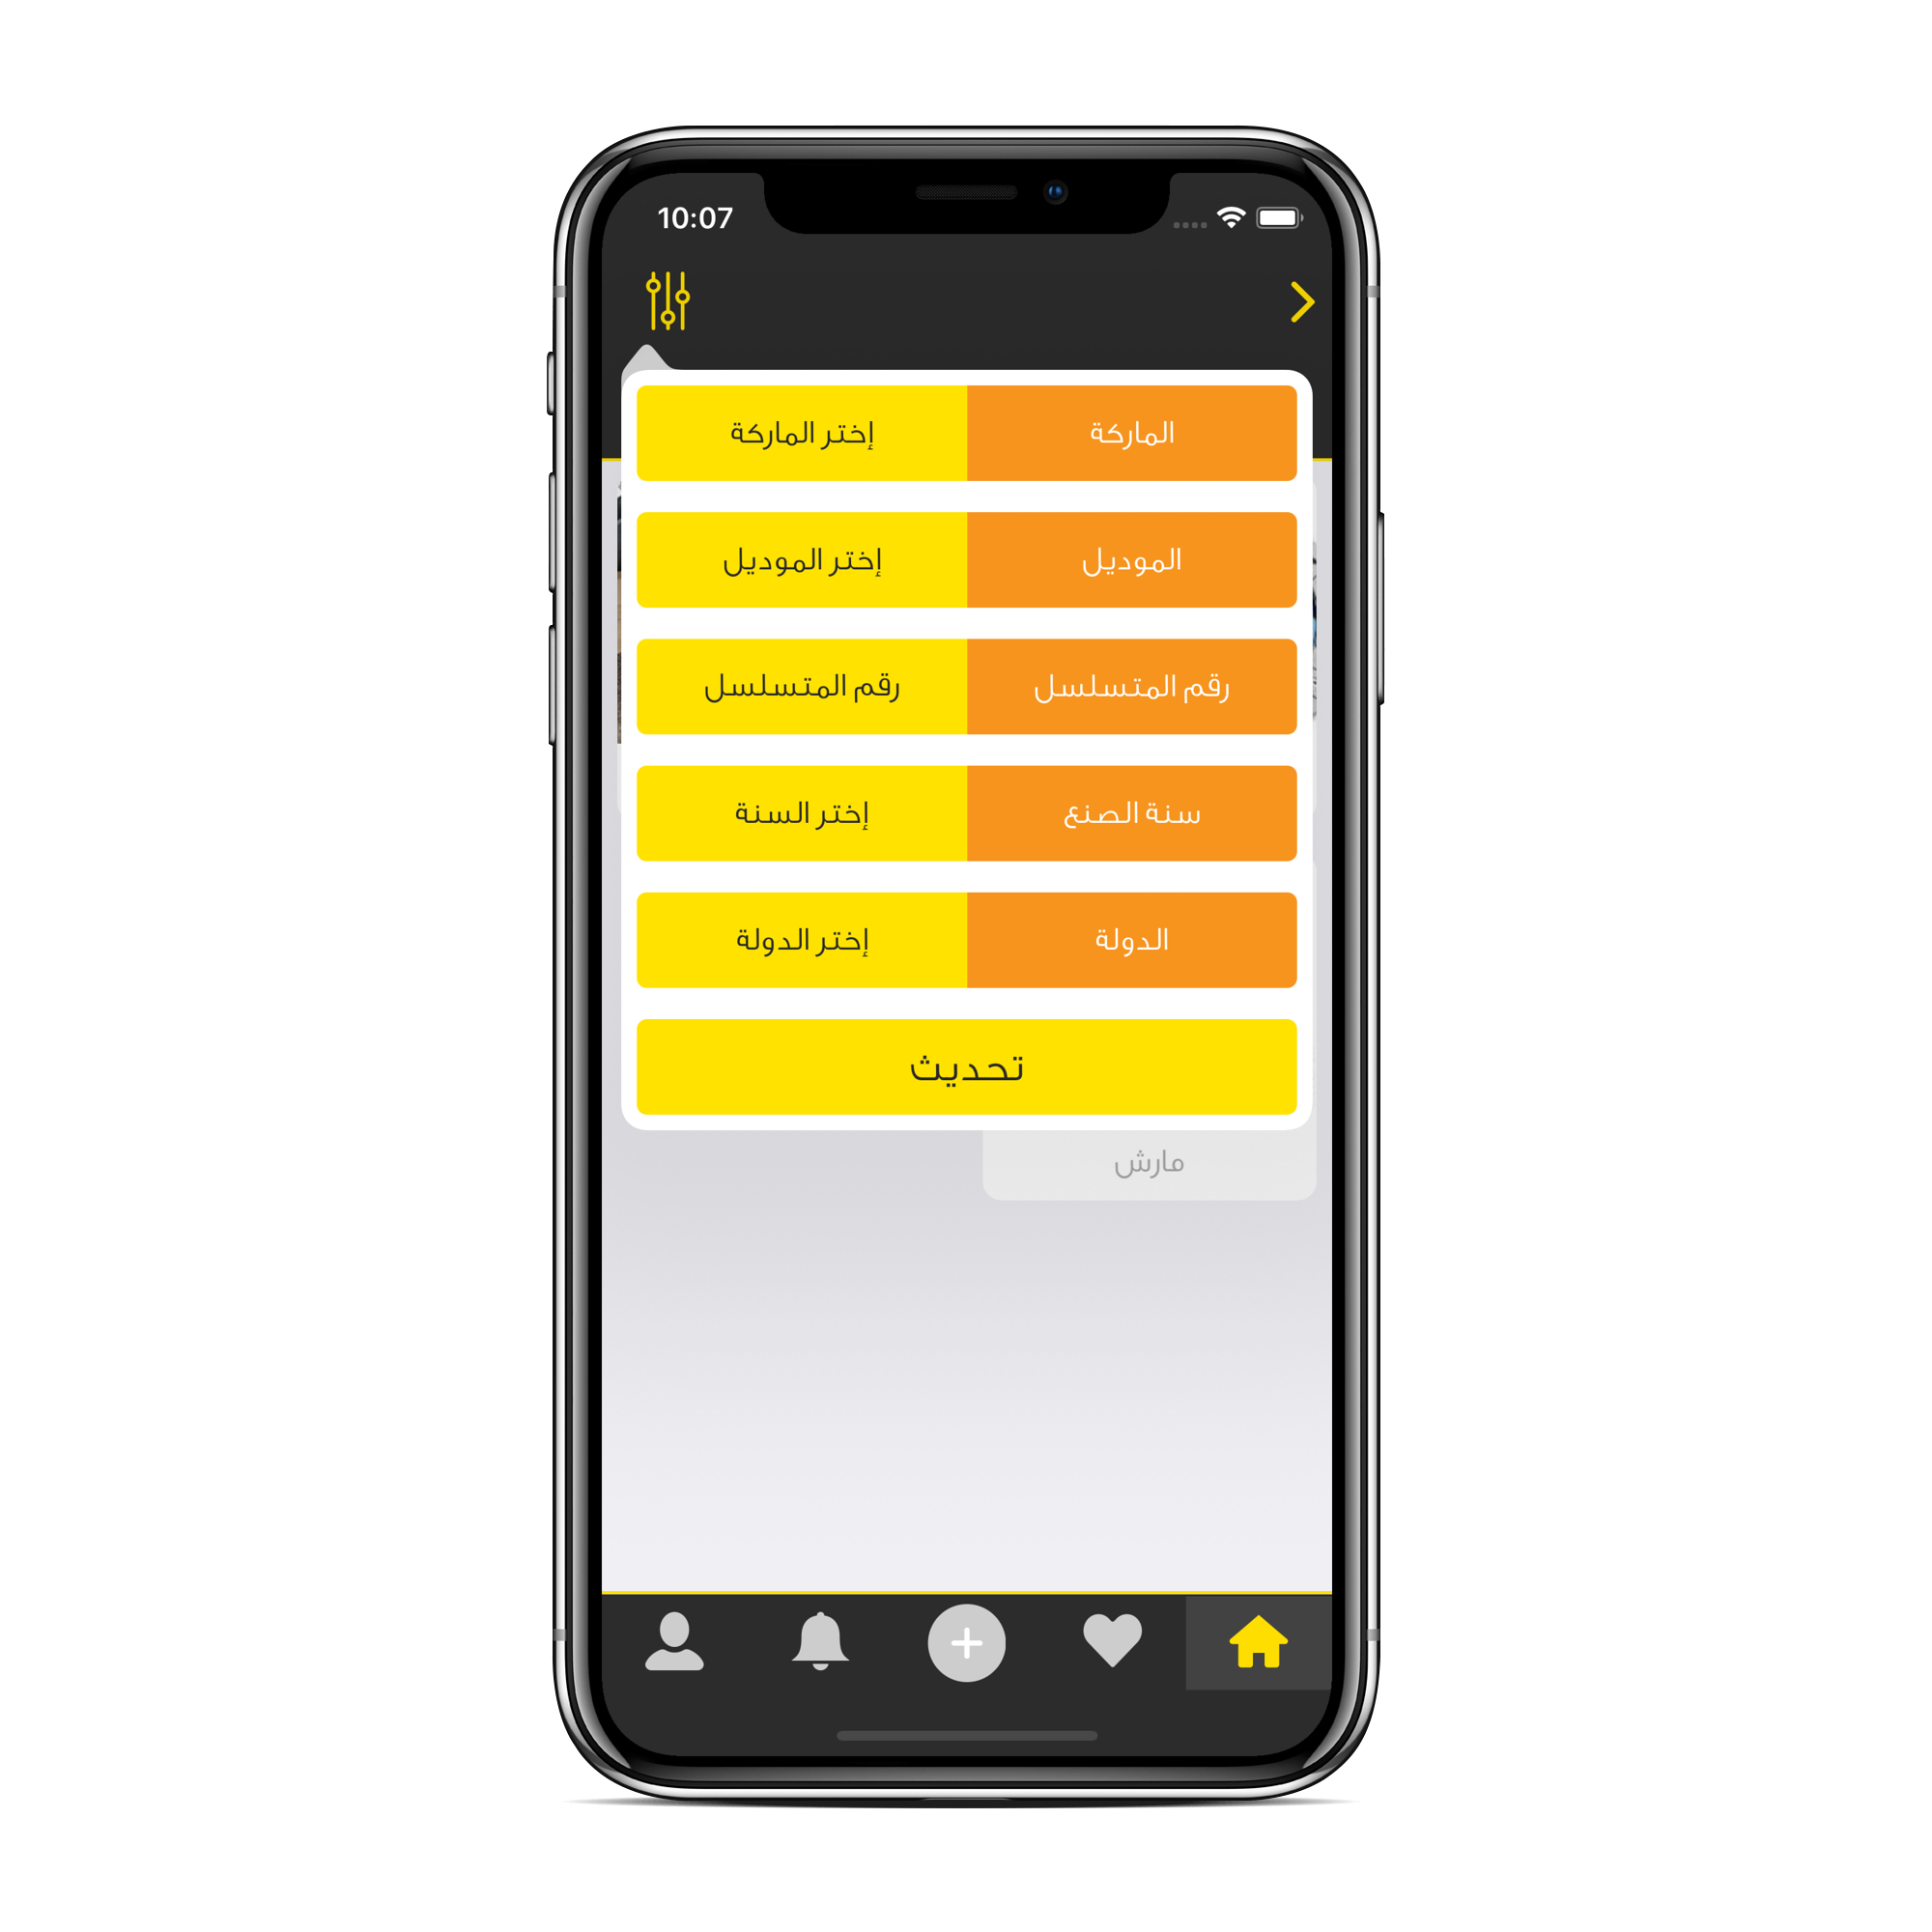 10:07
الماركة إختر الماركة
الموديل إختر الموديل
رقم المتسلسل رقم المتسلسل
سنة الصنع إختر السنة
الدولة إختر الدولة
تحديث
مارش